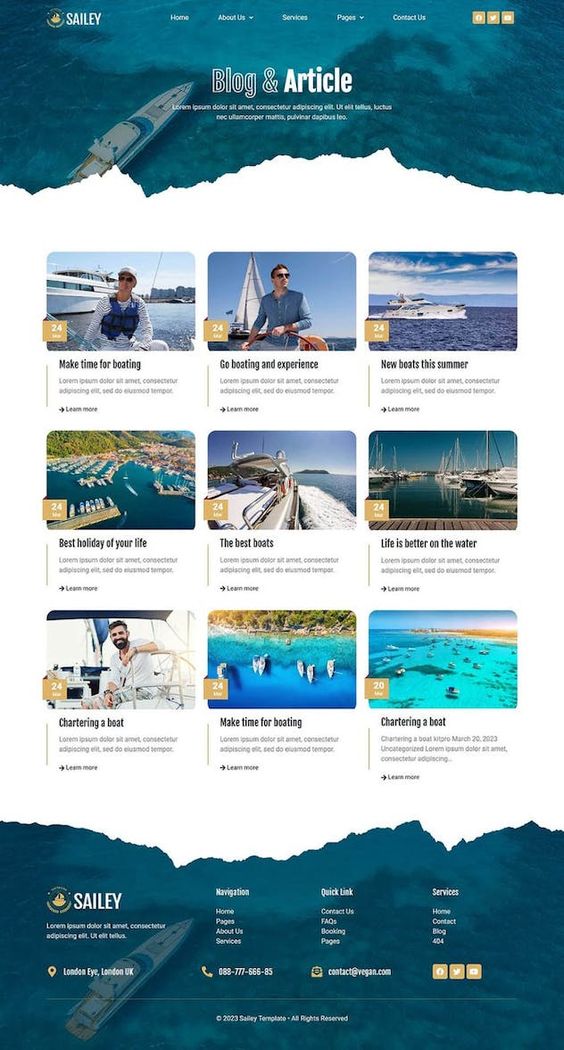 SAILEY
Home About Us Services Pages Contact Us
Blog & Article
Lorem ipsum dolor sit amet, consectetur adipiscing elit. Ut elit tellus, luctus
nec ullamcorper mattis, pulvinar dapibus leo.
24
Mar
Make time for boating
Lorem ipsum dolor sit amet, consectetur
adipiscing elit, sed do eiusmod tempor.
Learn more
24
Mar
Go boating and experience
Lorem ipsum dolor sit amet, consectetur
adipiscing elit, sed do eiusmod tempor.
Learn more
24
Mar
New boats this summer
Lorem ipsum dolor sit amet, consectetur
adipiscing elit, sed do eiusmod tempor.
Learn more
24
Mar
Best holiday of your life
Lorem ipsum dolor sit amet, consectetur
adipiscing elit, sed do eiusmod tempor.
Learn more
24
Mar
The best boats
Lorem ipsum dolor sit amet, consectetur
adipiscing elit, sed do eiusmod tempor.
Learn more
24
Mar
Life is better on the water
Lorem ipsum dolor sit amet, consectetur
adipiscing elit, sed do eiusmod tempor.
Learn more
24
Mar
Chartering a boat
Lorem ipsum dolor sit amet, consectetur
adipiscing elit, sed do eiusmod tempor.
Learn more
24
Mar
Make time for boating
Lorem ipsum dolor sit amet, consectetur
adipiscing elit, sed do eiusmod tempor.
Learn more
20
Mar
Chartering a boat
Chartering a boat kitpro March 20, 2023
Uncategorized Lorem ipsum dolor sit amet,
consectetur adipiscing...
Learn more
SAILEY
Lorem ipsum dolor sit amet, consectetur
adipiscing elit. Ut elit tellus.
Navigation
Home
Pages
About Us
Services
Quick Link
Contact Us
FAQs
Booking
Pages
Services
Home
Contact
Blog
404
London Eye, London UK
088-777-666-85
contact@vegan.com
© 2023 Sailey Template • All Rights Reserved